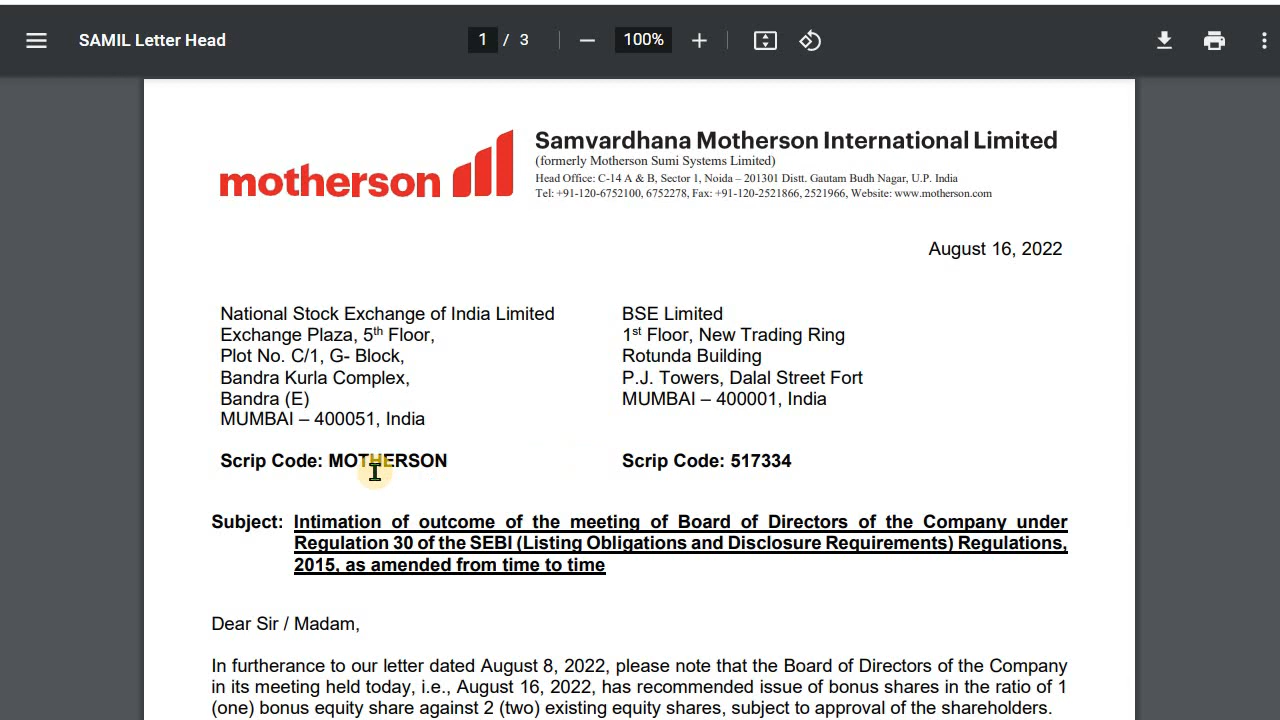 SAMIL Letter Head
1 / 3
100%
motherson
Samvardhana Motherson International Limited
(formerly Motherson Sumi Systems Limited)
Head Office: C-14 A & B, Sector 1, Noida – 201301 Distt. Gautam Budh Nagar, U.P. India
Tel: +91-120-6752100, 6752278, Fax: +91-120-2521866, 2521966, Website: www.motherson.com
August 16, 2022
National Stock Exchange of India Limited
Exchange Plaza, 5th Floor,
Plot No. C/1, G- Block,
Bandra Kurla Complex,
Bandra (E)
MUMBAI – 400051, India
Scrip Code: MOTHERSON
BSE Limited
1st Floor, New Trading Ring
Rotunda Building
P.J. Towers, Dalal Street Fort
MUMBAI – 400001, India
Scrip Code: 517334
Subject: Intimation of outcome of the meeting of Board of Directors of the Company under
Regulation 30 of the SEBI (Listing Obligations and Disclosure Requirements) Regulations,
2015, as amended from time to time
Dear Sir / Madam,
In furtherance to our letter dated August 8, 2022, please note that the Board of Directors of the Company
in its meeting held today, i.e., August 16, 2022, has recommended issue of bonus shares in the ratio of 1
(one) bonus equity share against 2 (two) existing equity shares, subject to approval of the shareholders.